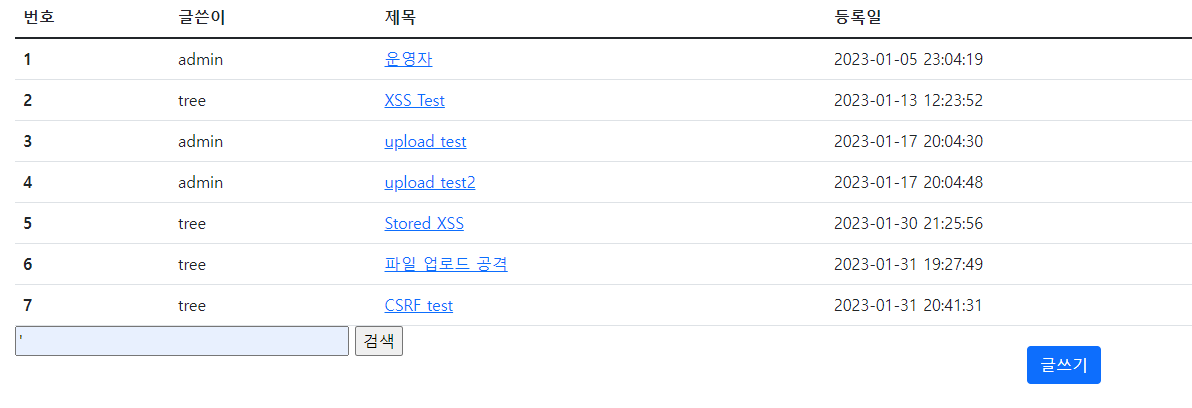 번호 글쓴이 제목 등록일
1 admin 운영자 2023-01-05 23:04:19
2 tree XSS Test 2023-01-13 12:23:52
3 admin upload test 2023-01-17 20:04:30
4 admin upload test2 2023-01-17 20:04:48
5 tree Stored XSS 2023-01-30 21:25:56
6 tree 파일 업로드 공격 2023-01-31 19:27:49
7 tree CSRF test 2023-01-31 20:41:31
' 검색
글쓰기